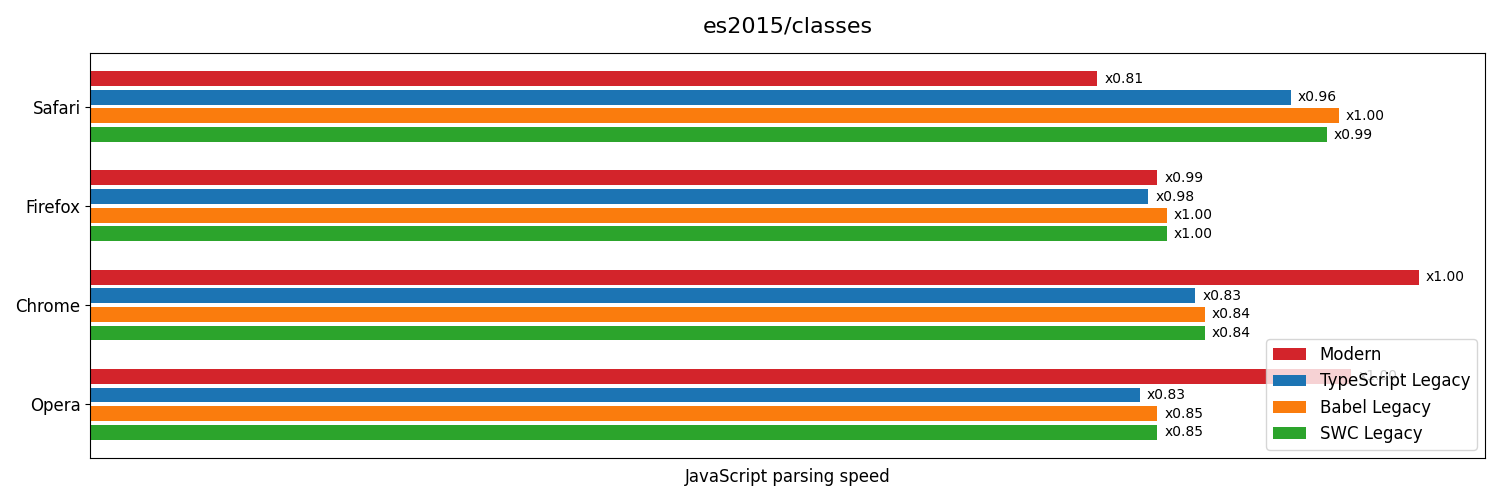 es2015/classes
Safari
x0.81
x0.96
x1.00
x0.99
Firefox
x0.99
x0.98
x1.00
x1.00
Chrome
x1.00
x0.83
x0.84
x0.84
Opera
x0.83
x0.85
x0.85
Modern
TypeScript Legacy
Babel Legacy
SWC Legacy
JavaScript parsing speed